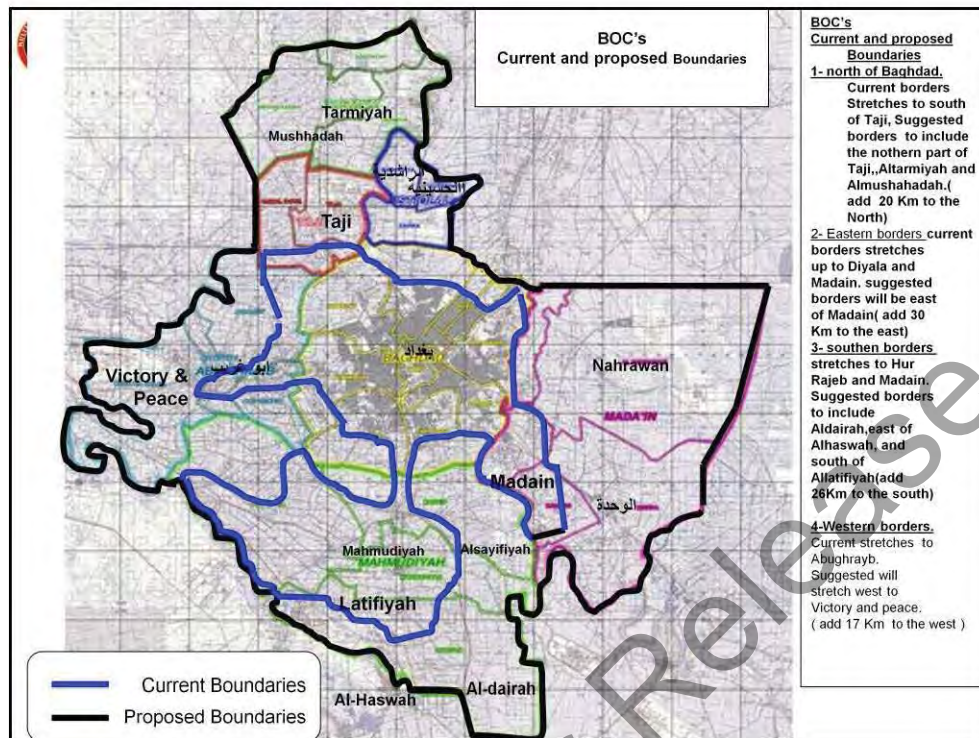 BOC's
Current and proposed Boundaries
Tarmiyah
Mushhadah
الراشدية
الحسينية
Taji
بغداد
ابو غريب
Victory &
Peace
Nahrawan
MADA'IN
Madain
الوحدة
Mahmudiyah
MAHMUDIYAH
Alsayifiyah
Latifiyah
Al-Haswah
Al-dairah
Current Boundaries
Proposed Boundaries
BOC's
Current and proposed
Boundaries
1- north of Baghdad.
Current borders
Stretches to south
of Taji, Suggested
borders to include
the nothern part of
Taji,,Altarmiyah and
Almushahadah.(
add 20 Km to the
North)
2- Eastern borders current
borders stretches
up to Diyala and
Madain. suggested
borders will be east
of Madain( add 30
Km to the east)
3- southen borders
stretches to Hur
Rajeb and Madain.
Suggested borders
to include
Aldairah,east of
Alhaswah, and
south of
Allatifiyah(add
26Km to the south)
4-Western borders.
Current stretches to
Abughrayb.
Suggested will
stretch west to
Victory and peace.
( add 17 Km to the west )
Release